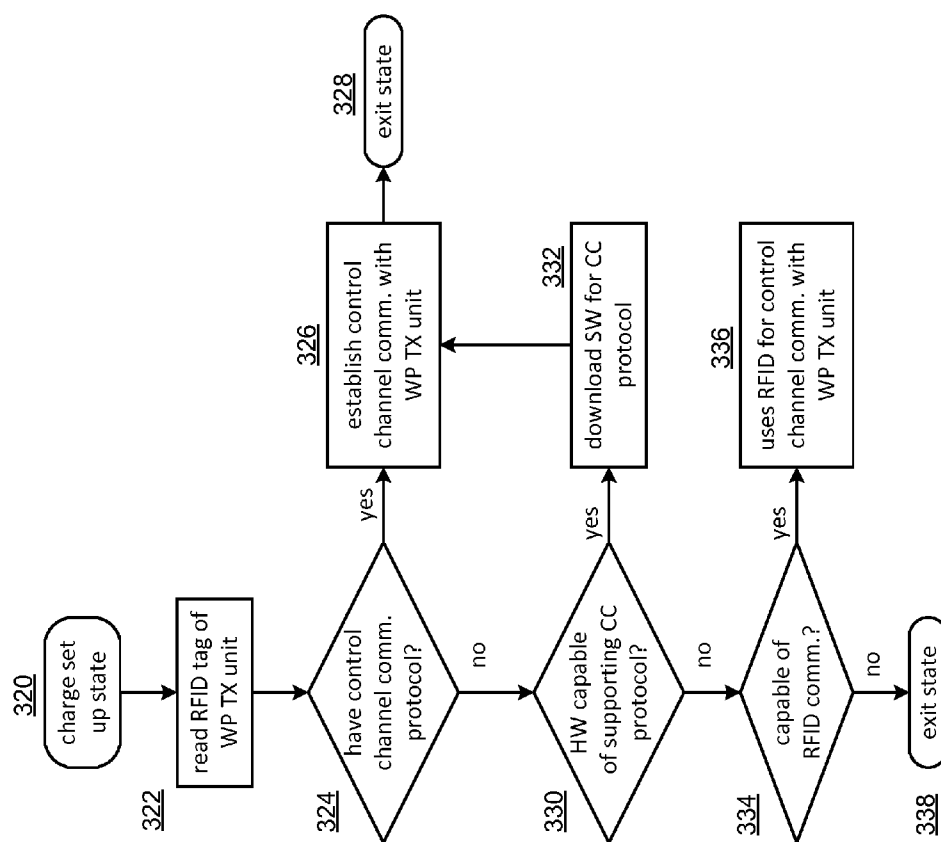 320
charge set
up state
322
read RFID tag of
WP TX unit
324
have control
channel comm.
protocol?
yes
no
326
establish control
channel comm. with
WP TX unit
328
exit state
330
HW capable
of supporting CC
protocol?
yes
no
332
download SW for CC
protocol
334
capable of
RFID comm.?
yes
no
336
uses RFID for control
channel comm. with
WP TX unit
338
exit state